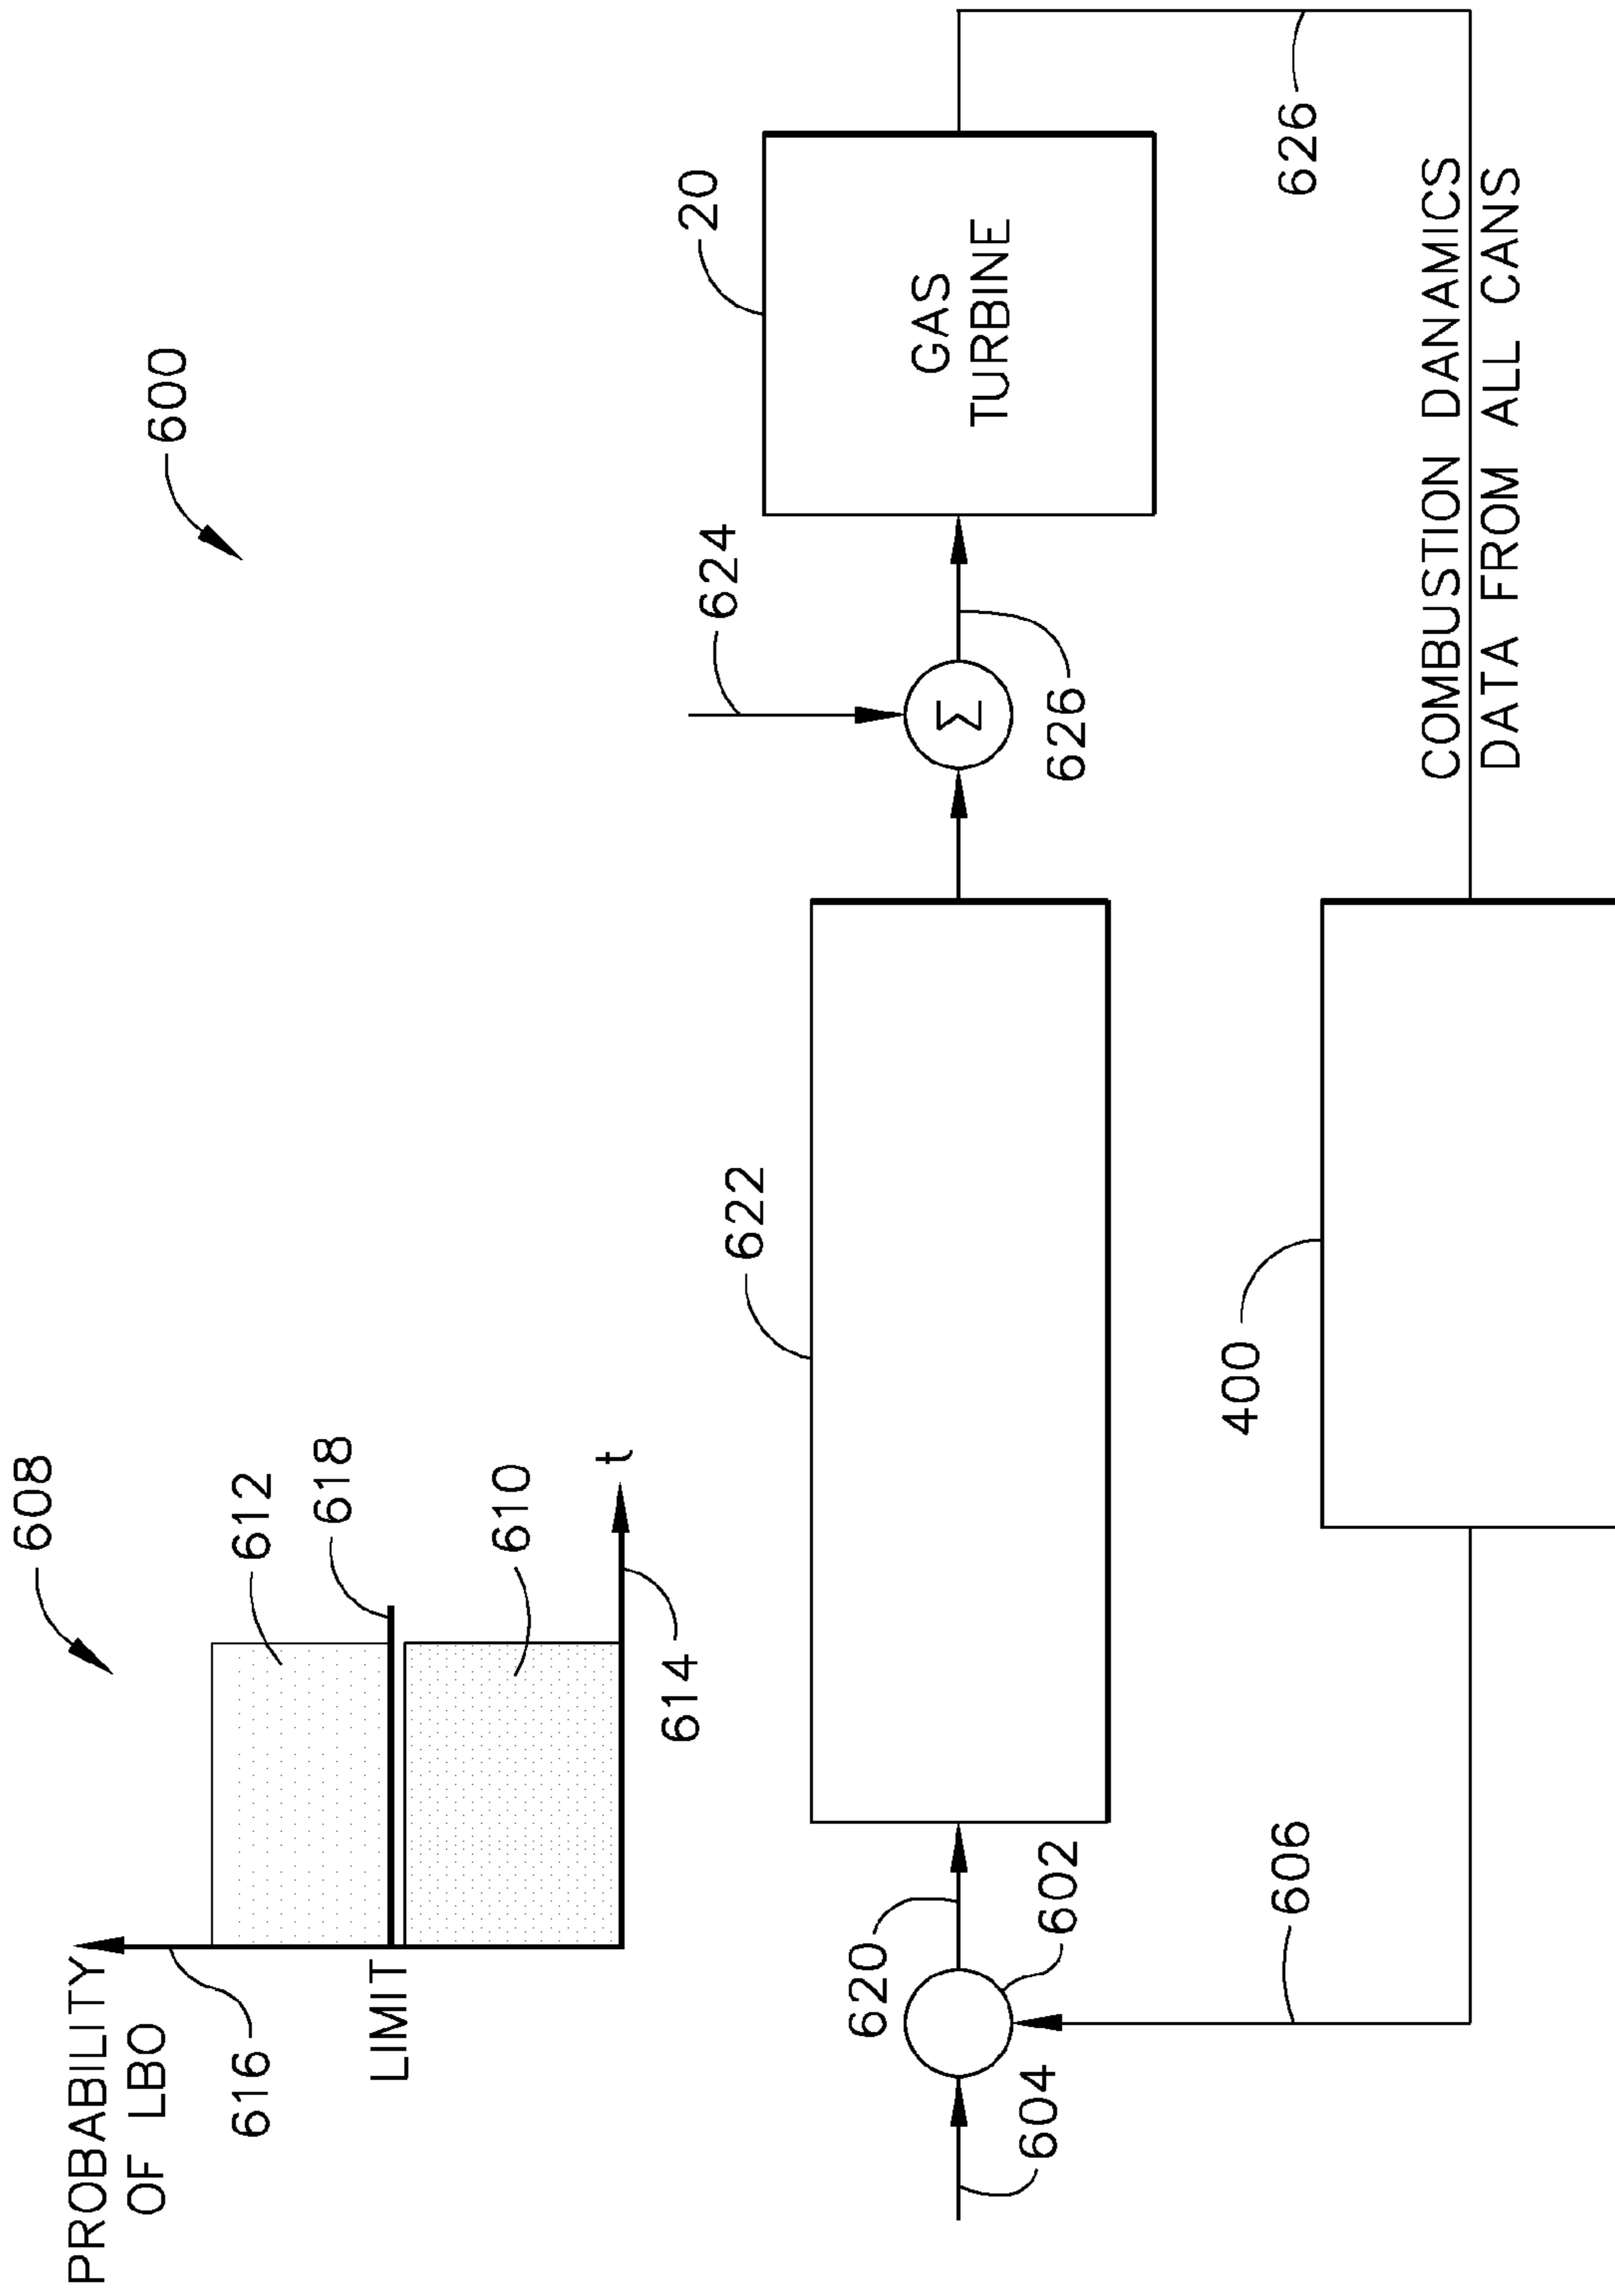 600
608
PROBABILITY
OF LBO
616
612
618
LIMIT
610
t
614
624
20
622
620
Σ
GAS
TURBINE
602
604
626
400
606
626
COMBUSTION DANAMICS
DATA FROM ALL CANS